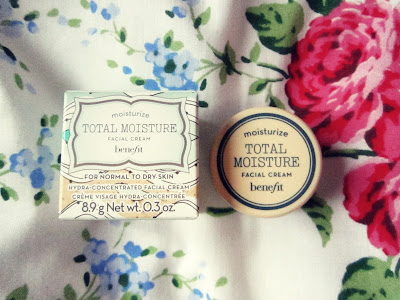 moisturize
TOTAL MOISTURE
FACIAL CREAM
benefit
FOR NORMAL TO DRY SKIN
HYDRA-CONCENTRATED FACIAL CREAM
CRÈME VISAGE HYDRA-CONCENTRÉE
8.9 g Net wt. 0.3 oz.
moisturize
TOTAL
MOISTURE
FACIAL CREAM
benefit